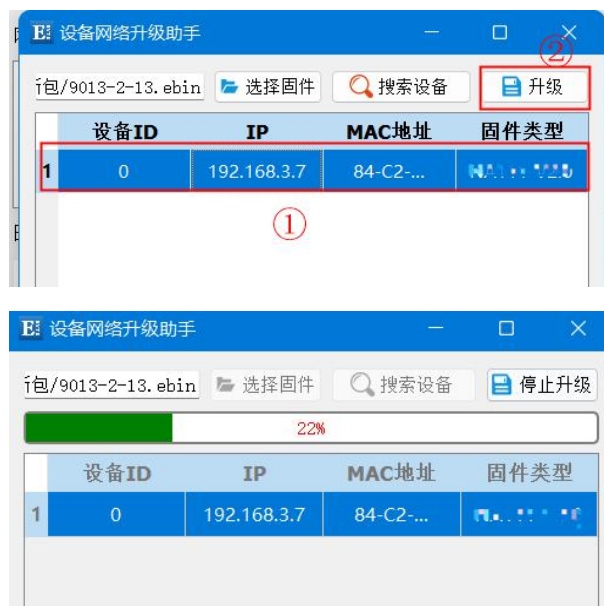 E 设备网络升级助手
②
行包/9013-2-13.ebin 选择固件 搜索设备 升级
设备ID IP MAC地址 固件类型
1 0 192.168.3.7 84-C2-...
①
E 设备网络升级助手
行包/9013-2-13.ebin 选择固件 搜索设备 停止升级
22%
设备ID IP MAC地址 固件类型
1 0 192.168.3.7 84-C2-...